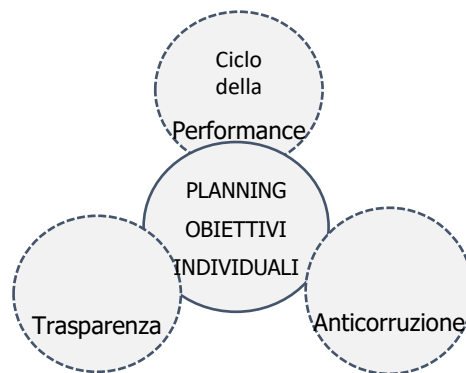 Ciclo
della
Performance
PLANNING
OBIETTIVI
INDIVIDUALI
Trasparenza
Anticorruzione